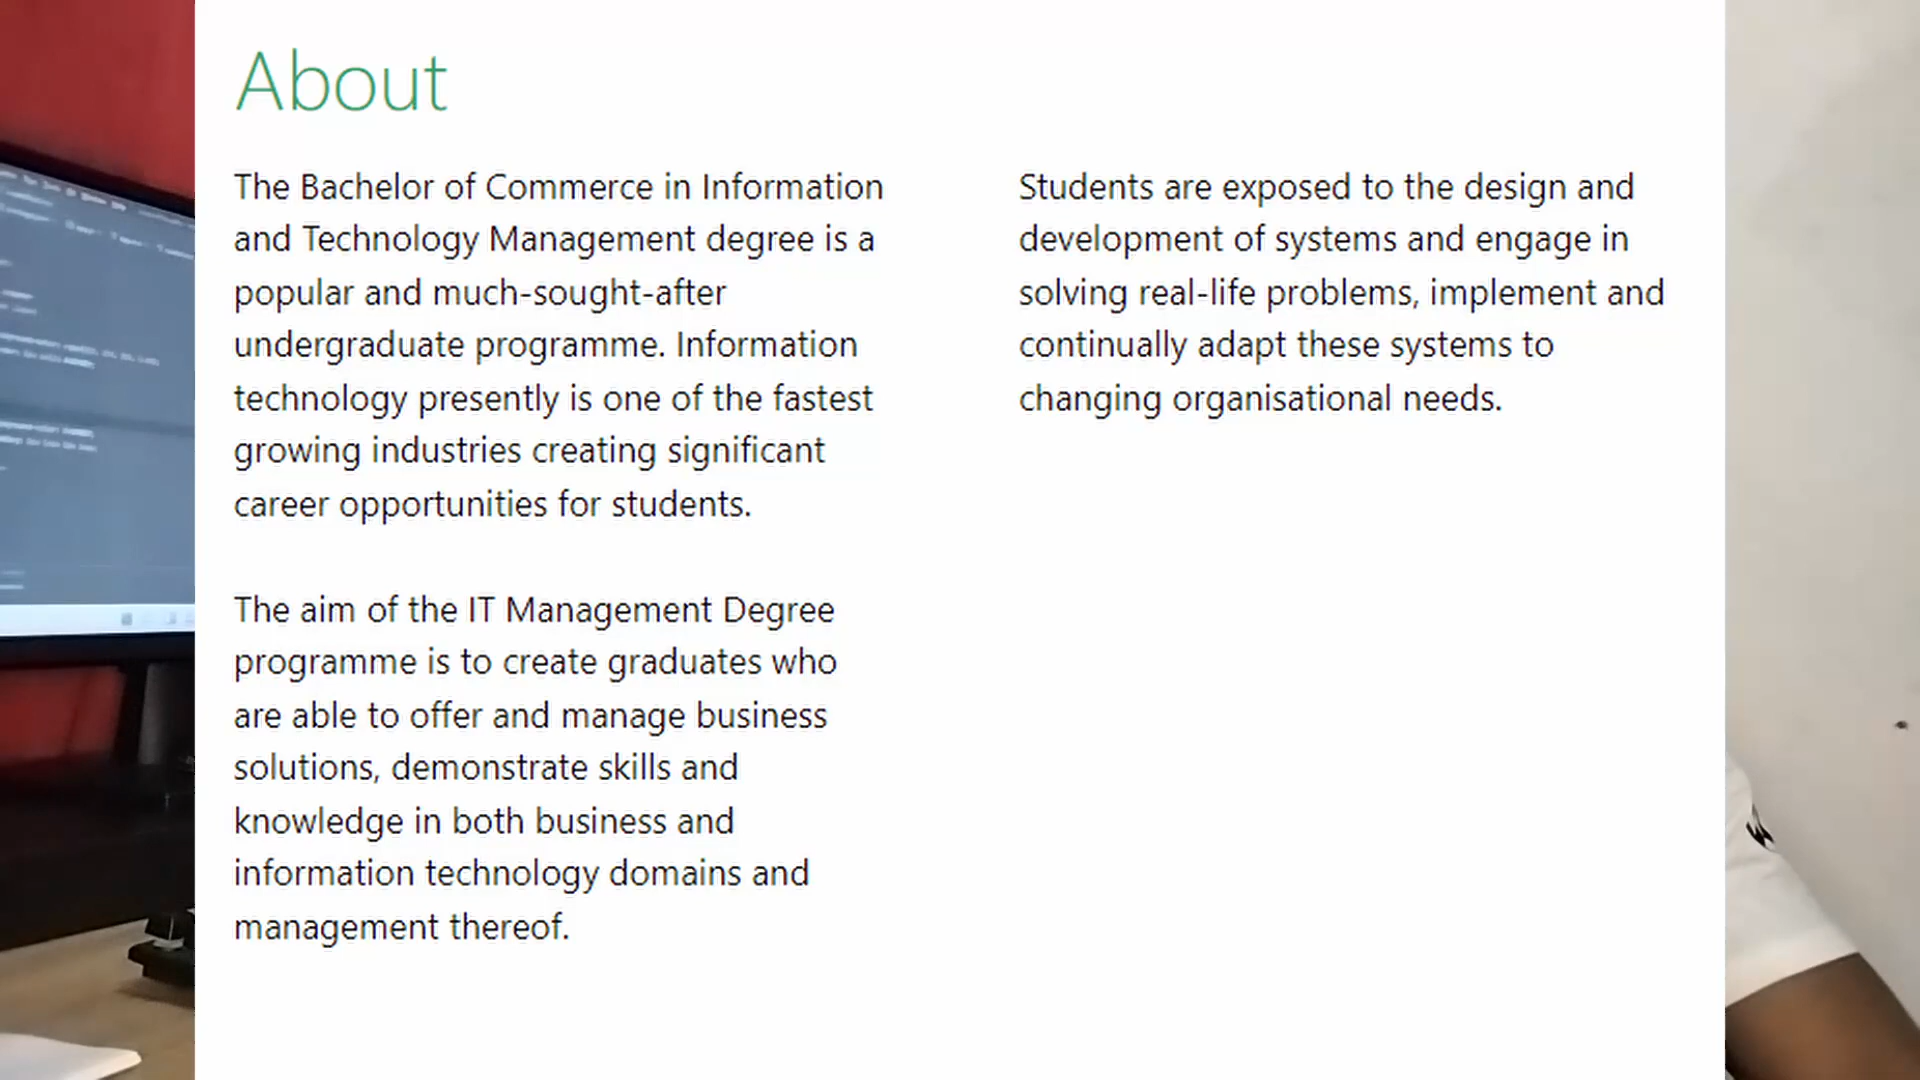 About
The Bachelor of Commerce in Information
and Technology Management degree is a
popular and much-sought-after
undergraduate programme. Information
technology presently is one of the fastest
growing industries creating significant
career opportunities for students.
The aim of the IT Management Degree
programme is to create graduates who
are able to offer and manage business
solutions, demonstrate skills and
knowledge in both business and
information technology domains and
management thereof.
Students are exposed to the design and
development of systems and engage in
solving real-life problems, implement and
continually adapt these systems to
changing organisational needs.